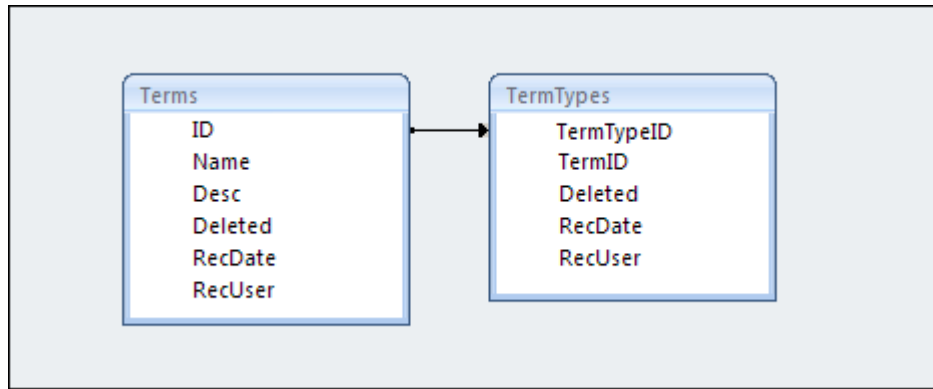 Terms
ID
Name
Desc
Deleted
RecDate
RecUser
TermTypes
TermTypeID
TermID
Deleted
RecDate
RecUser